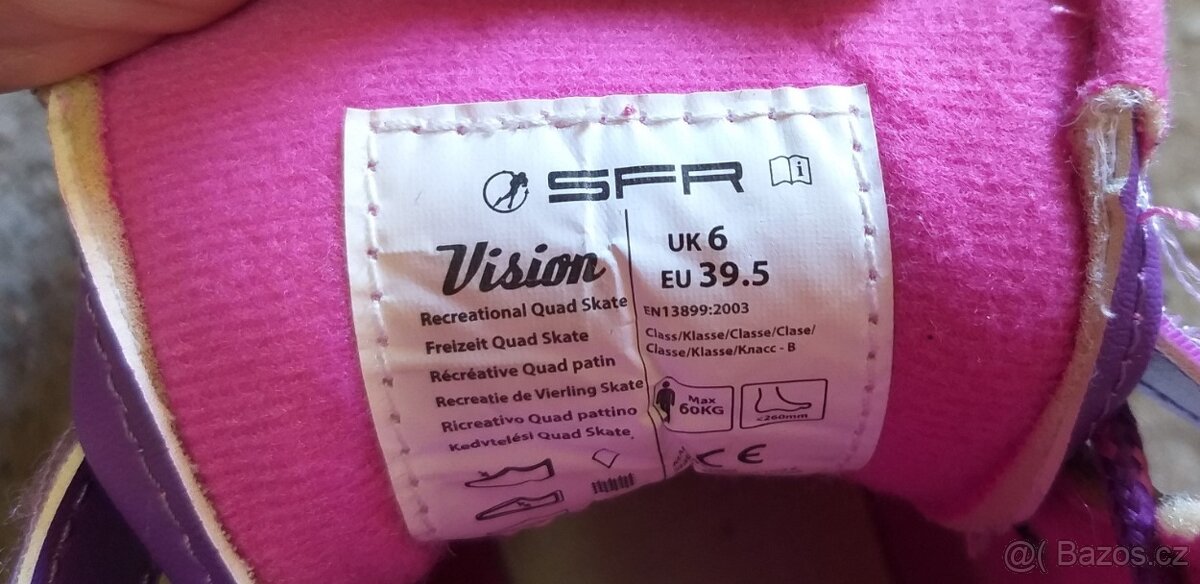 SFR
Vision
Recreational Quad Skate
Freizeit Quad Skate
Récréative Quad patin
Recreatie de Vierling Skate
Ricreativo Quad pattino
Kedvtelési Quad Skate
UK 6
EU 39.5
EN13899:2003
Class/Klasse/Classe/Clase/
Classe/Klasse/Класс - B
Max
60KG
<260mm
CE
@( Bazos.cz